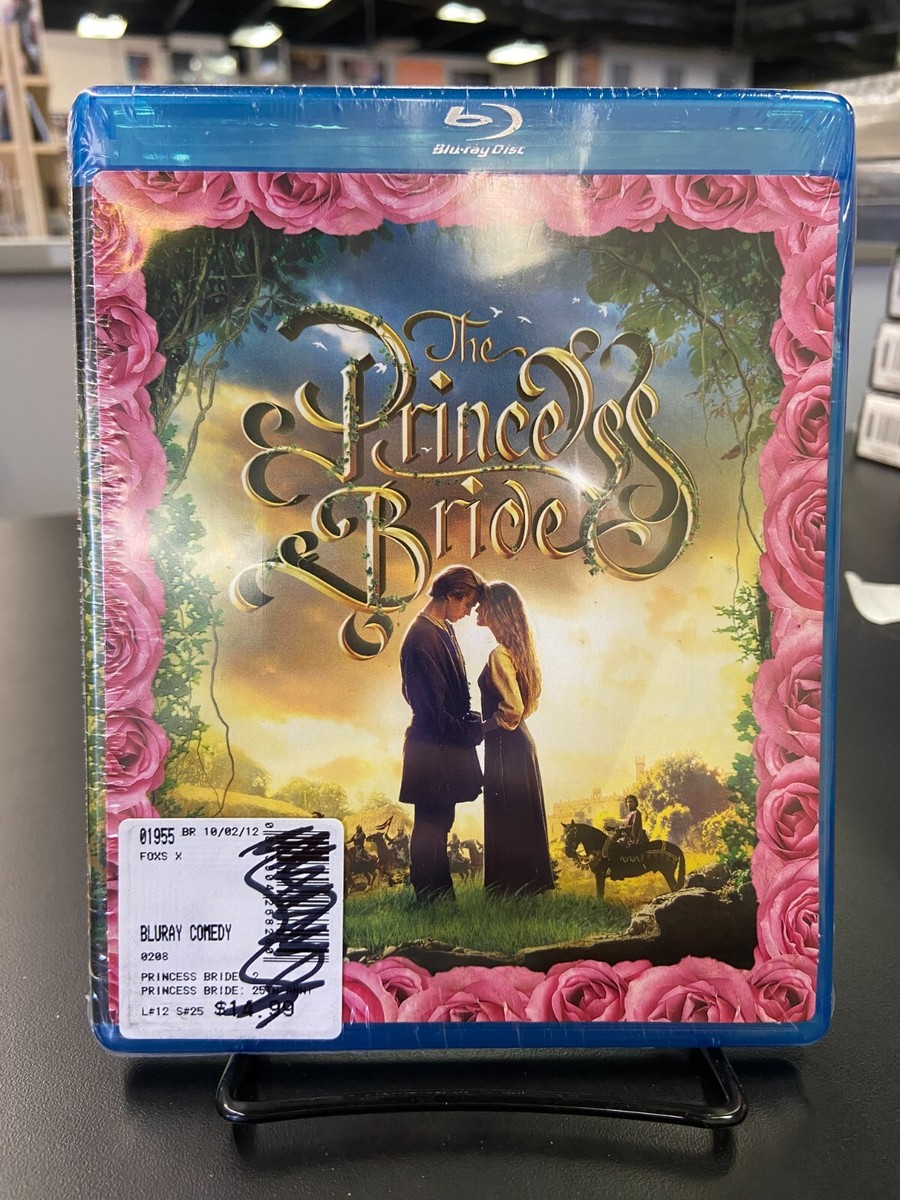 Blu-ray Disc
The
Princess
Bride
01955 BR 10/02/12
FOXS X
BLURAY COMEDY
0208
PRINCESS BRIDE
PRINCESS BRIDE: 25TH
L#12 S#25 $14.99